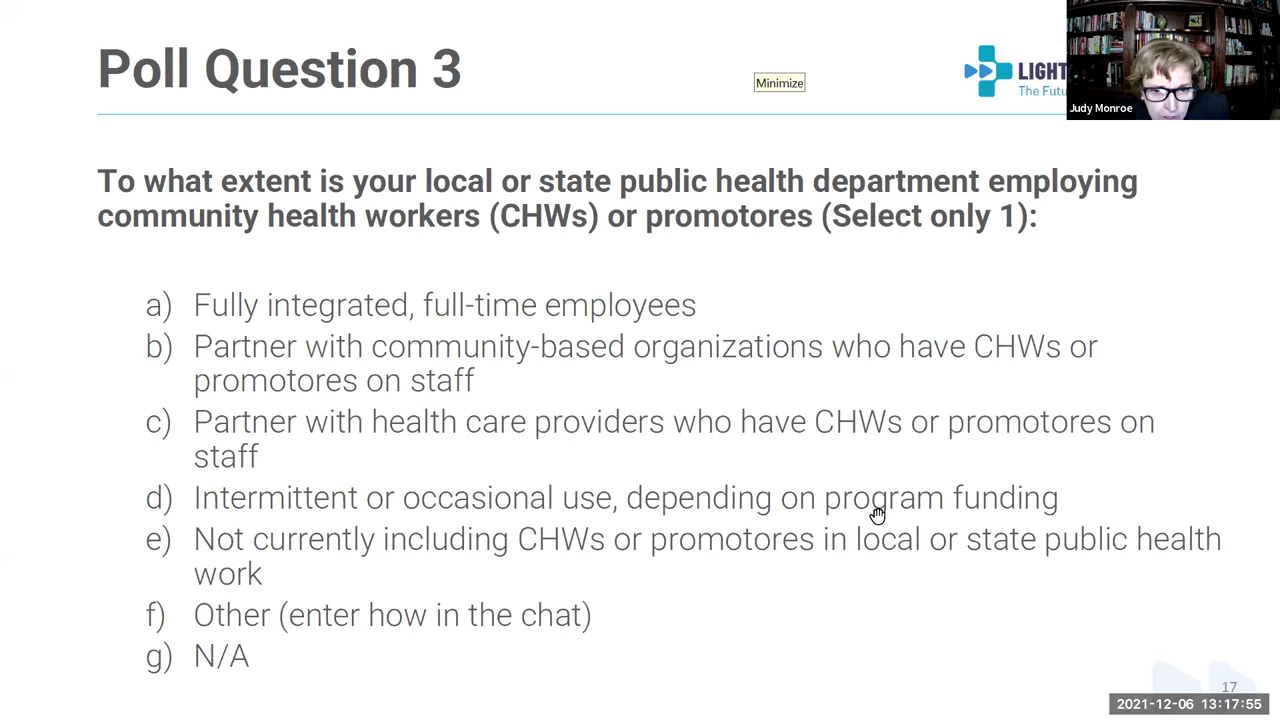 Poll Question 3
Minimize
LIGHT
The Futu
Judy Monroe
To what extent is your local or state public health department employing
community health workers (CHWs) or promotores (Select only 1):
a) Fully integrated, full-time employees
b) Partner with community-based organizations who have CHWs or
promotores on staff
c) Partner with health care providers who have CHWs or promotores on
staff
d) Intermittent or occasional use, depending on program funding
e) Not currently including CHWs or promotores in local or state public health
work
f) Other (enter how in the chat)
g) N/A
17
2021-12-06 13:17:55